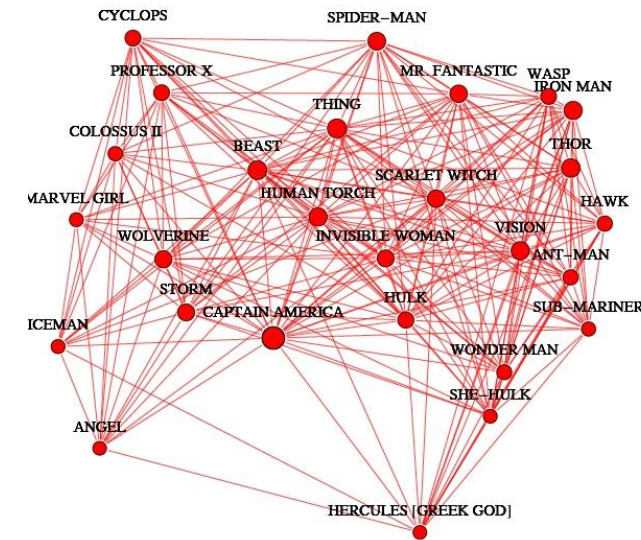 CYCLOPS
SPIDER–MAN
PROFESSOR X
MR. FANTASTIC
WASP
IRON MAN
THING
COLOSSUS II
BEAST
THOR
SCARLET WITCH
MARVEL GIRL
HUMAN TORCH
HAWK
WOLVERINE
INVISIBLE WOMAN
VISION
ANT–MAN
STORM
HULK
SUB–MARINER
CAPTAIN AMERICA
ICEMAN
WONDER MAN
SHE–HULK
ANGEL
HERCULES [GREEK GOD]